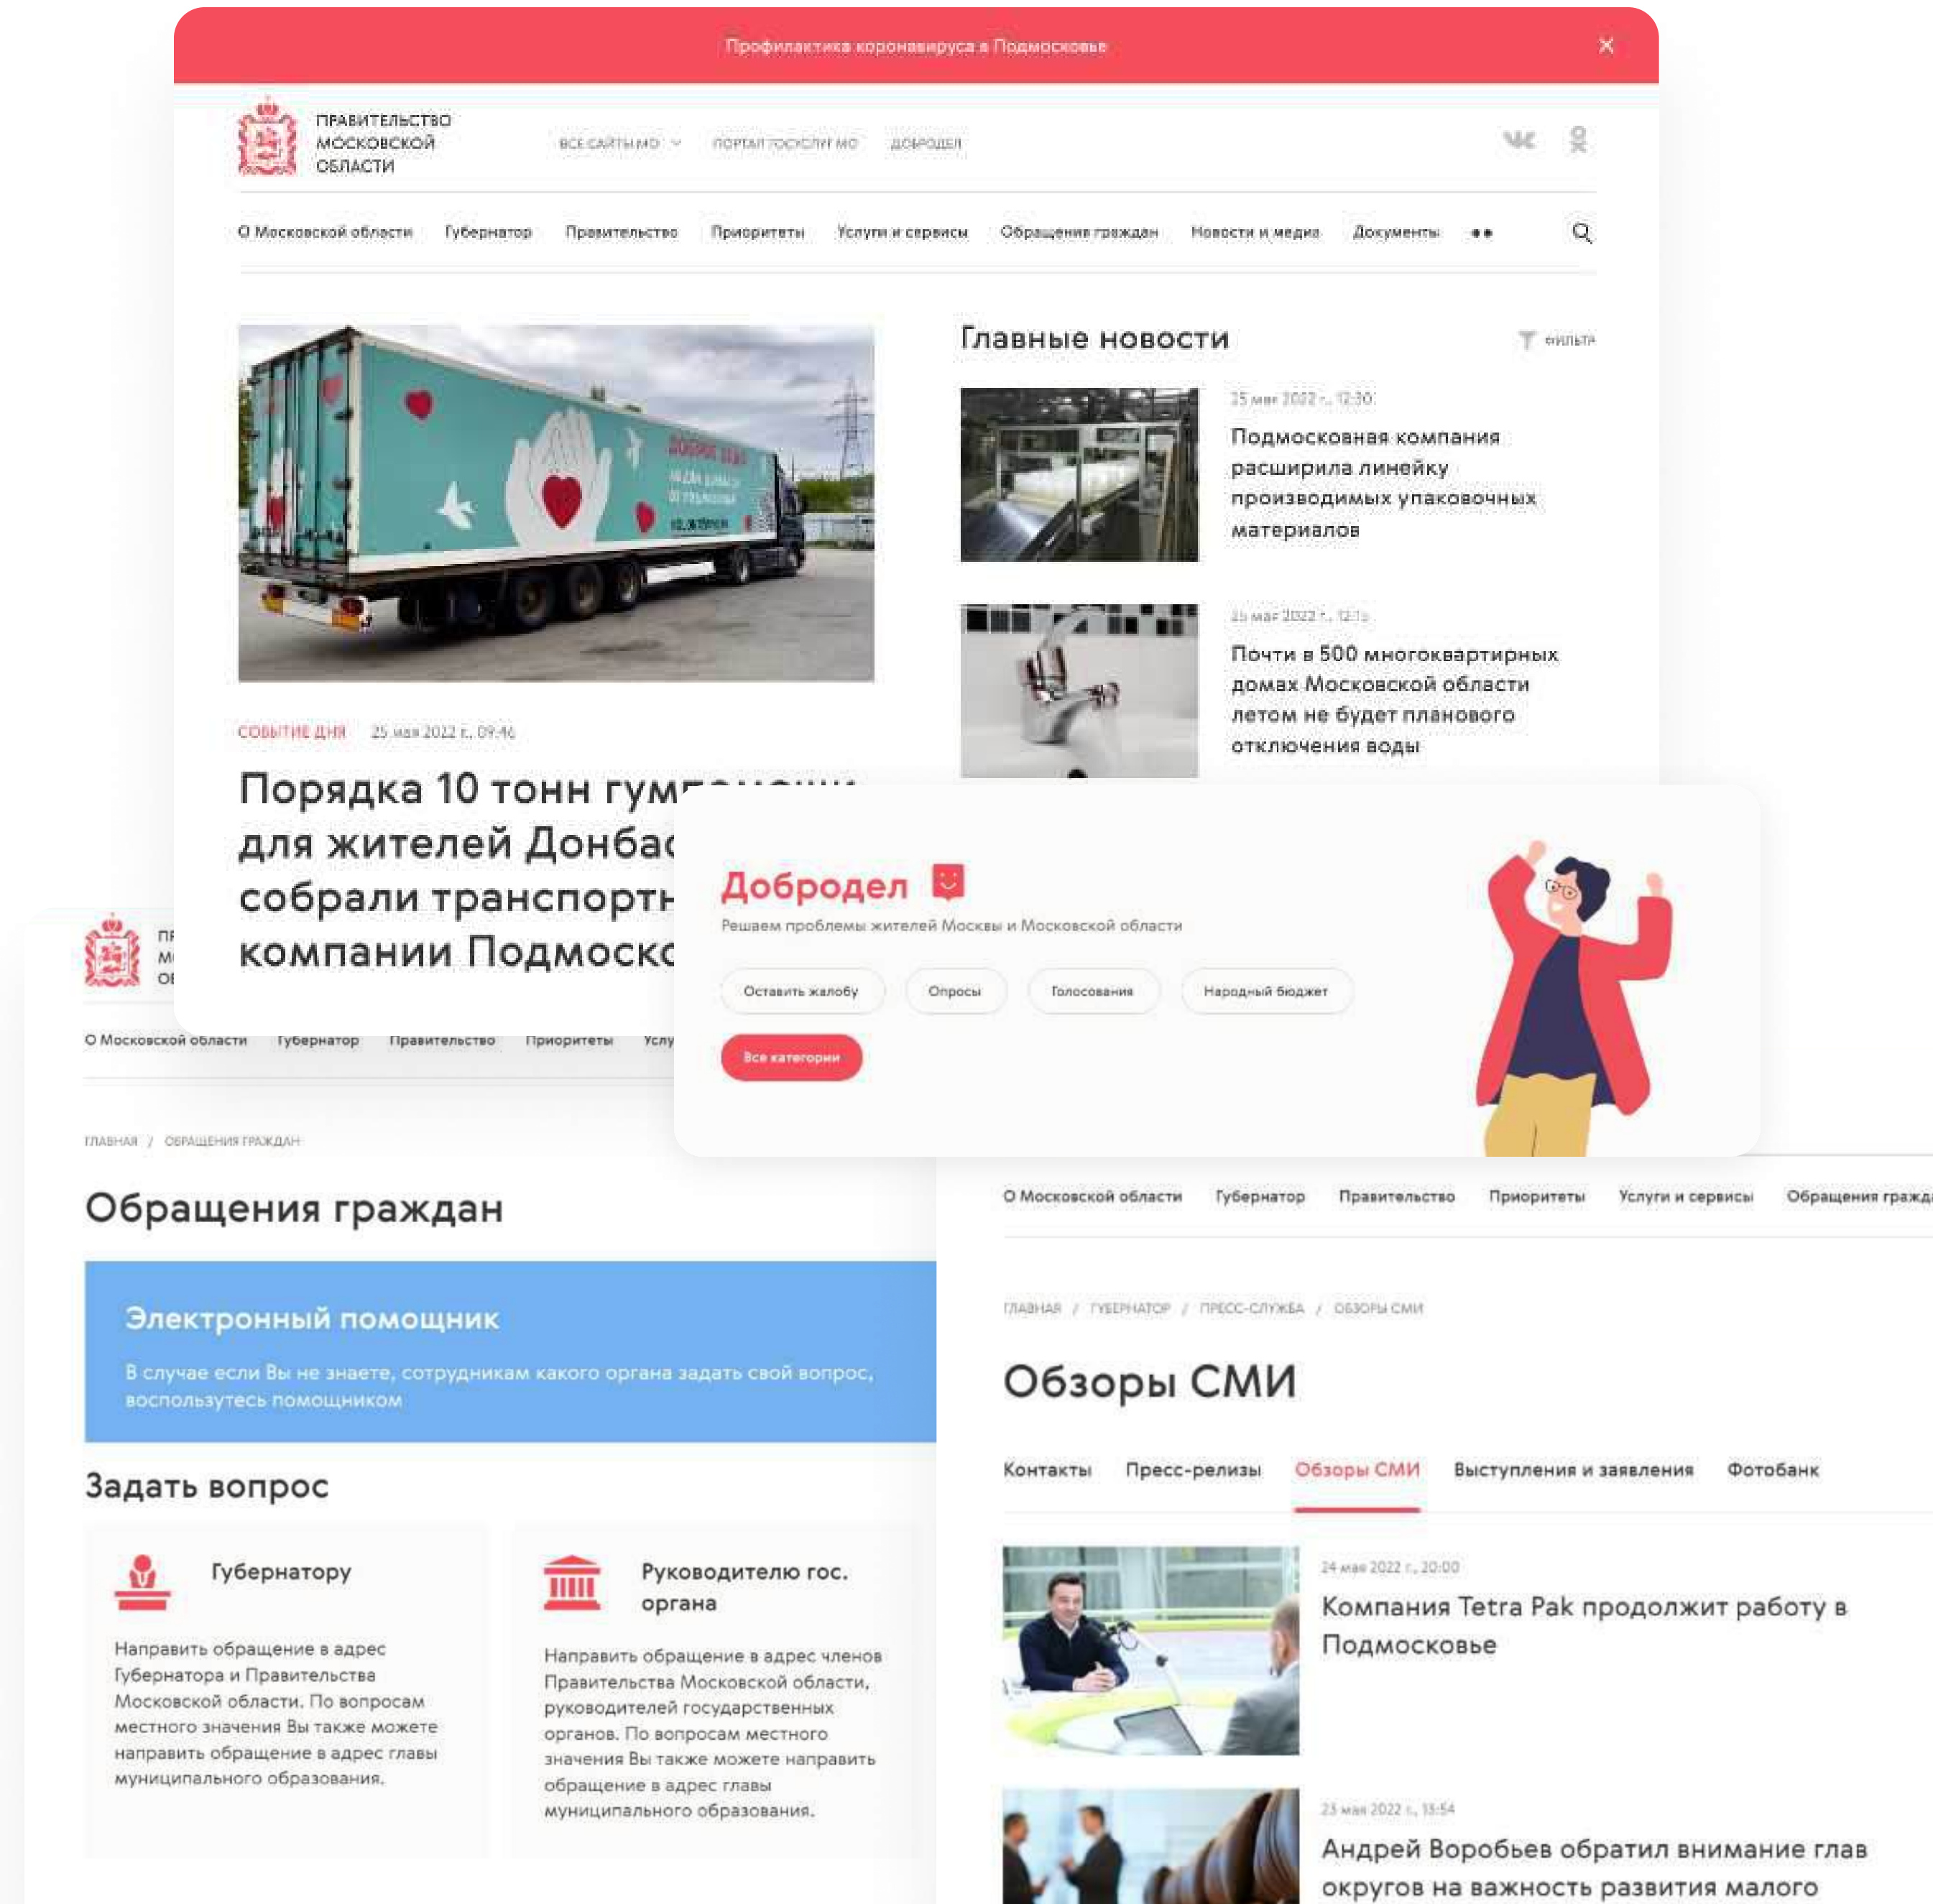 Профилактика коронавируса в Подмосковье
ПРАВИТЕЛЬСТВО
МОСКОВСКОЙ
ОБЛАСТИ
ВСЕ САЙТЫ МО
ПОРТАЛ ГОСУСЛУГ МО
ДОБРОДЕЛ
О Московской области Губернатор Правительство Приоритеты Услуги и сервисы Обращения граждан Новости и медиа Документы
СОБЫТИЕ ДНЯ 25 мая 2022 г., 09:46
Порядка 10 тонн
для жителей
собрали
компании
Главные новости
ФИЛЬТР
25 мая 2022 г., 12:30
Подмосковная компания
расширила линейку
производимых упаковочных
материалов
25 мая 2022 г., 12:15
Почти в 500 многоквартирных
домах Московской области
летом не будет планового
отключения воды
Добродел
Решаем проблемы жителей Москвы и Московской области
Оставить жалобу
Опросы
Голосования
Народный бюджет
Все категории
О Московской области Губернатор Правительство Приоритеты Услу
ГЛАВНАЯ / ОБРАЩЕНИЯ ГРАЖДАН
Обращения граждан
Электронный помощник
В случае если Вы не знаете, сотрудникам какого органа задать свой вопрос,
воспользутесь помощником
Задать вопрос
Губернатору
Направить обращение в адрес
Губернатора и Правительства
Московской области. По вопросам
местного значения Вы также можете
направить обращение в адрес главы
муниципального образования.
Руководителю гос.
органа
Направить обращение в адрес членов
Правительства Московской области,
руководителей государственных
органов. По вопросам местного
значения Вы также можете направить
обращение в адрес главы
муниципального образования.
О Московской области Губернатор Правительство Приоритеты Услуги и сервисы Обращения гражд
ГЛАВНАЯ / ГУБЕРНАТОР / ПРЕСС-СЛУЖБА / ОБЗОРЫ СМИ
Обзоры СМИ
Контакты Пресс-релизы Обзоры СМИ Выступления и заявления Фотобанк
24 мая 2022 г., 20:00
Компания Tetra Pak продолжит работу в
Подмосковье
23 мая 2022 г., 13:54
Андрей Воробьев обратил внимание глав
округов на важность развития малого